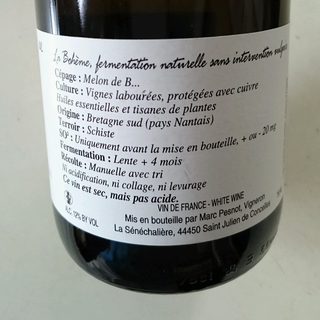 La Bohème, fermentation naturelle sans intervention
Cépage : Melon de B...
Culture : Vignes labourées, protégées avec cuivre
Huiles essentielles et tisanes de plantes
Origine : Bretagne sud (pays Nantais)
Terroir : Schiste
SO² : Uniquement avant la mise en bouteille, + ou - 20 mg
Fermentation : Lente + 4 mois
Récolte : Manuelle avec tri
Ni acidification, ni collage, ni levurage
Ce vin est sec, mais pas acide.
VIN DE FRANCE - WHITE WINE
ALC. 12% BY VOL
Mis en bouteille par Marc Pesnot, Vigneron
La Sénéchalière, 44450 Saint Julien de Concelles